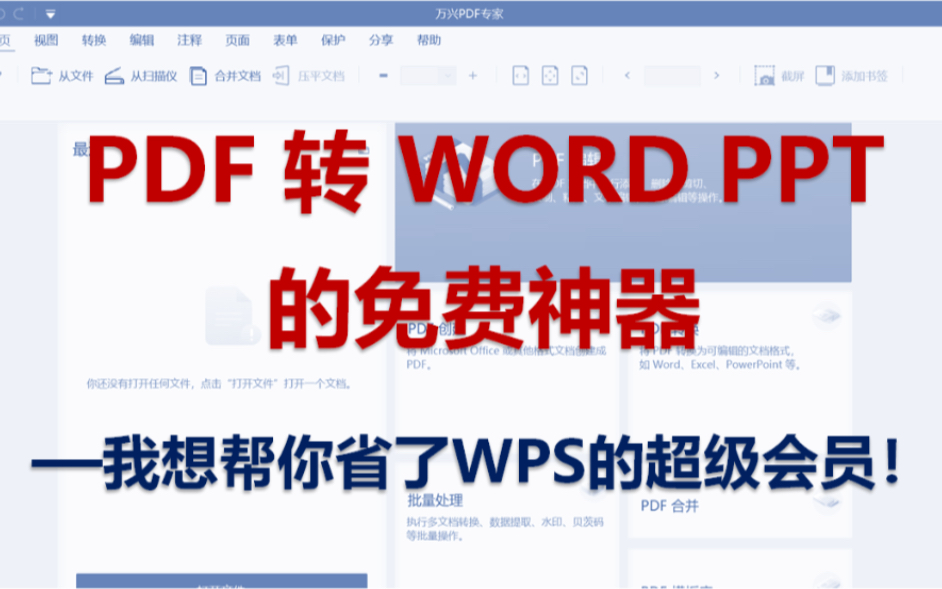 万兴PDF专家
视图 转换 编辑 注释 页面 表单 保护 分享 帮助
从文件 从扫描仪 合并文档 压平文档 截屏 添加书签
PDF 转 WORD PPT
的免费神器
将 Microsoft Office 或其他格式文档创建成
PDF。
将 PDF 转换为可编辑的文档格式,
如 Word、Excel、PowerPoint 等。
你还没有打开任何文件,点击“打开文件”打开一个文档。
—我想帮你省了WPS的超级会员!
批量处理
执行多文档转换、数据提取、水印、贝茨码
等批量操作。
PDF 合并